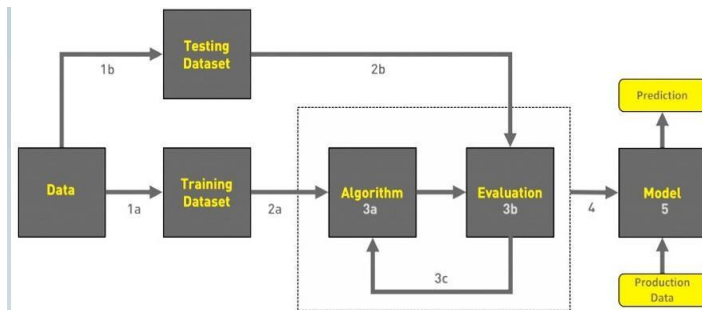 Testing
Dataset
1b
2b
Prediction
Data
Training
Dataset
Algorithm
3a
Evaluation
3b
Model
5
1a
2a
4
3c
Production
Data